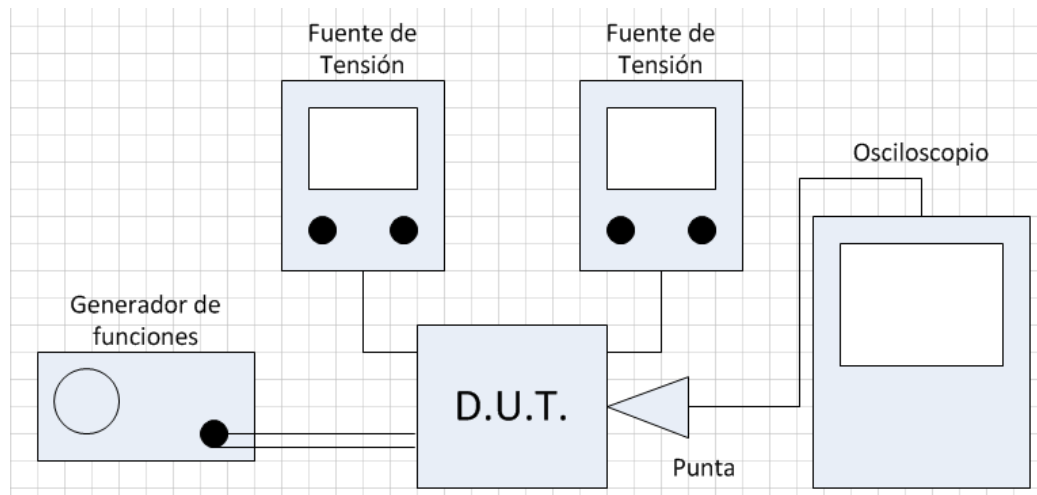 Fuente de
Tensión
Fuente de
Tensión
Osciloscopio
Generador de
funciones
D.U.T.
Punta